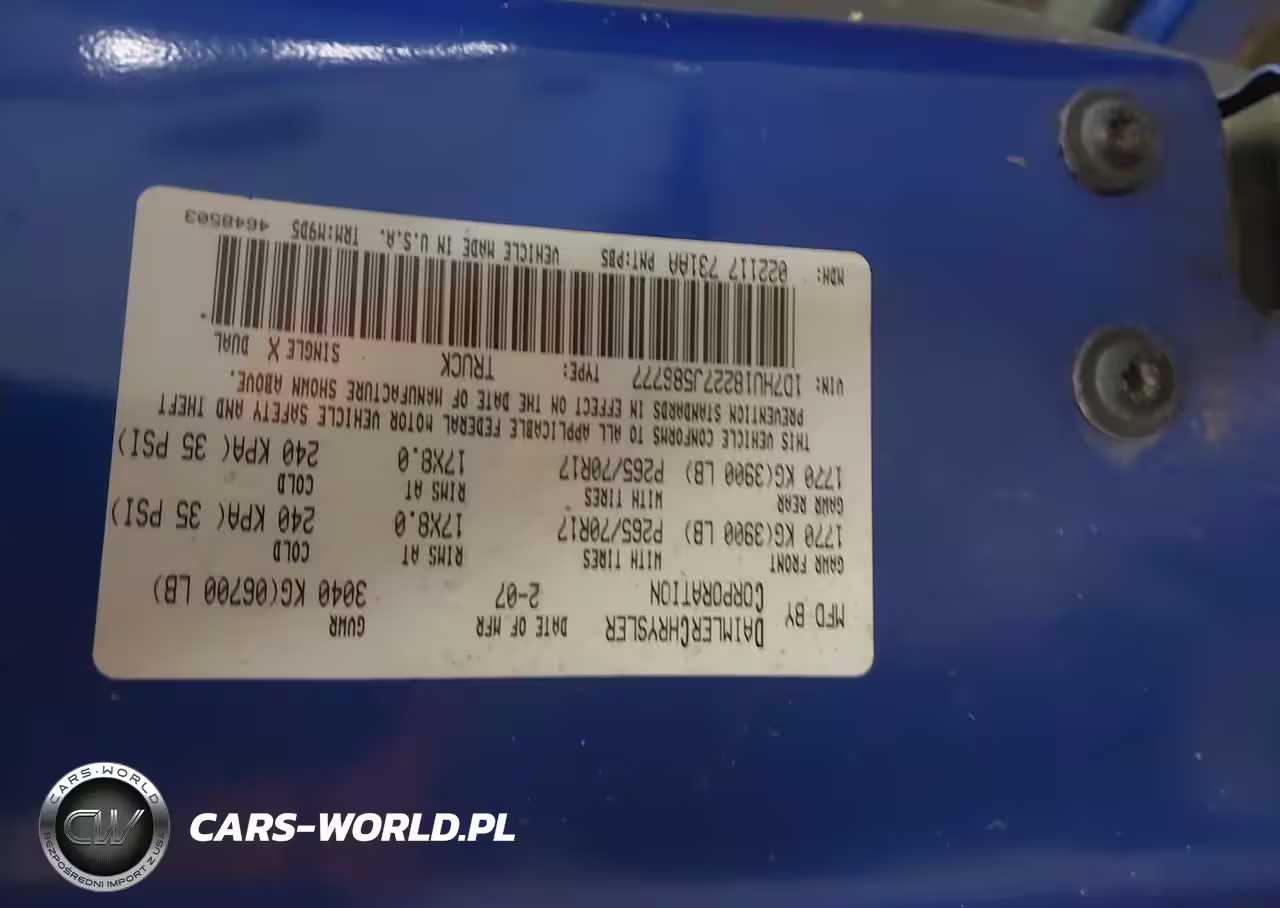 MFD BY DAIMLERCHRYSLER CORPORATION DATE OF MFR 2-07 GVWR 3040 KG(06700 LB)
GAWR FRONT WITH TIRES RIMS AT COLD
1770 KG(3900 LB) P265/70R17 17X8.0 240 KPA( 35 PSI)
GAWR REAR WITH TIRES RIMS AT COLD
1770 KG(3900 LB) P265/70R17 17X8.0 240 KPA( 35 PSI)
THIS VEHICLE CONFORMS TO ALL APPLICABLE FEDERAL MOTOR VEHICLE SAFETY AND THEFT
PREVENTION STANDARDS IN EFFECT ON THE DATE OF MANUFACTURE SHOWN ABOVE.
VIN: 1D7HU18227J586777 TYPE: TRUCK SINGLE X DUAL
MDH: 022117 731AA PNT:PB5 VEHICLE MADE IN U.S.A. TRM:M9D5 4648503
CARS-WORLD
CW
BEZPOŚREDNI IMPORT Z USA
CARS-WORLD.PL